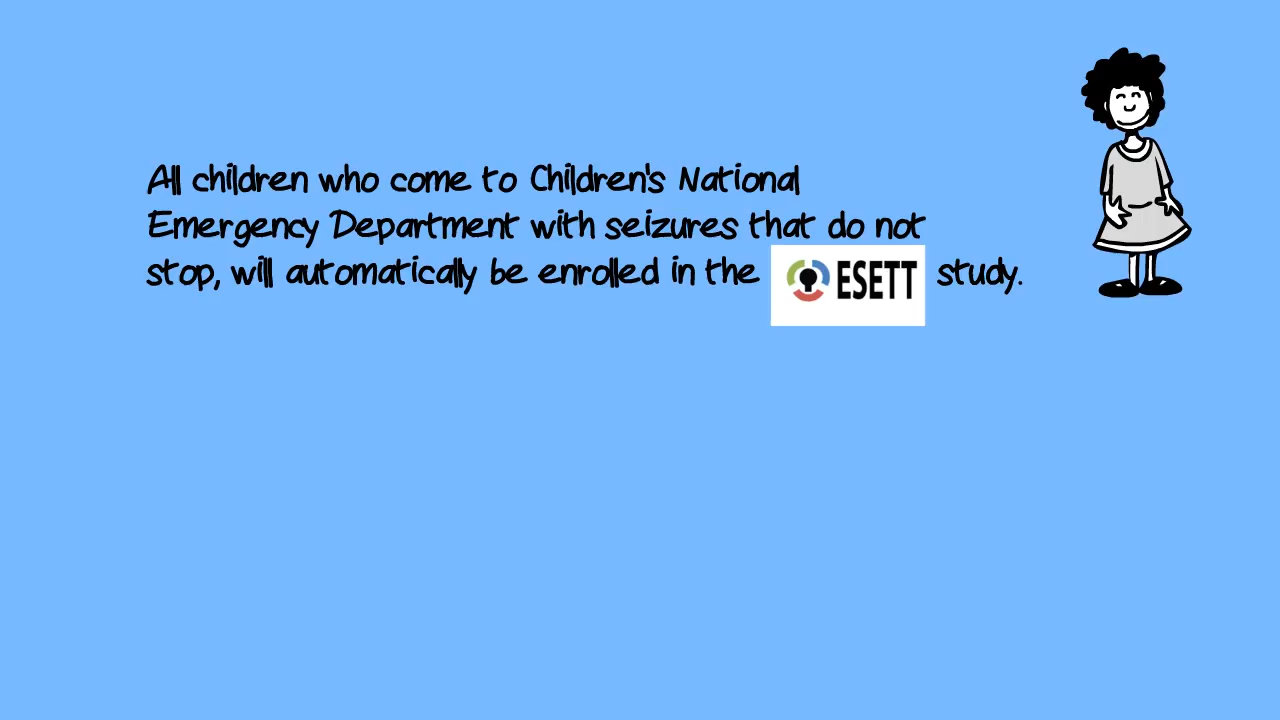 All children who come to Children's National
Emergency Department with seizures that do not
stop, will automatically be enrolled in the ESETT study.